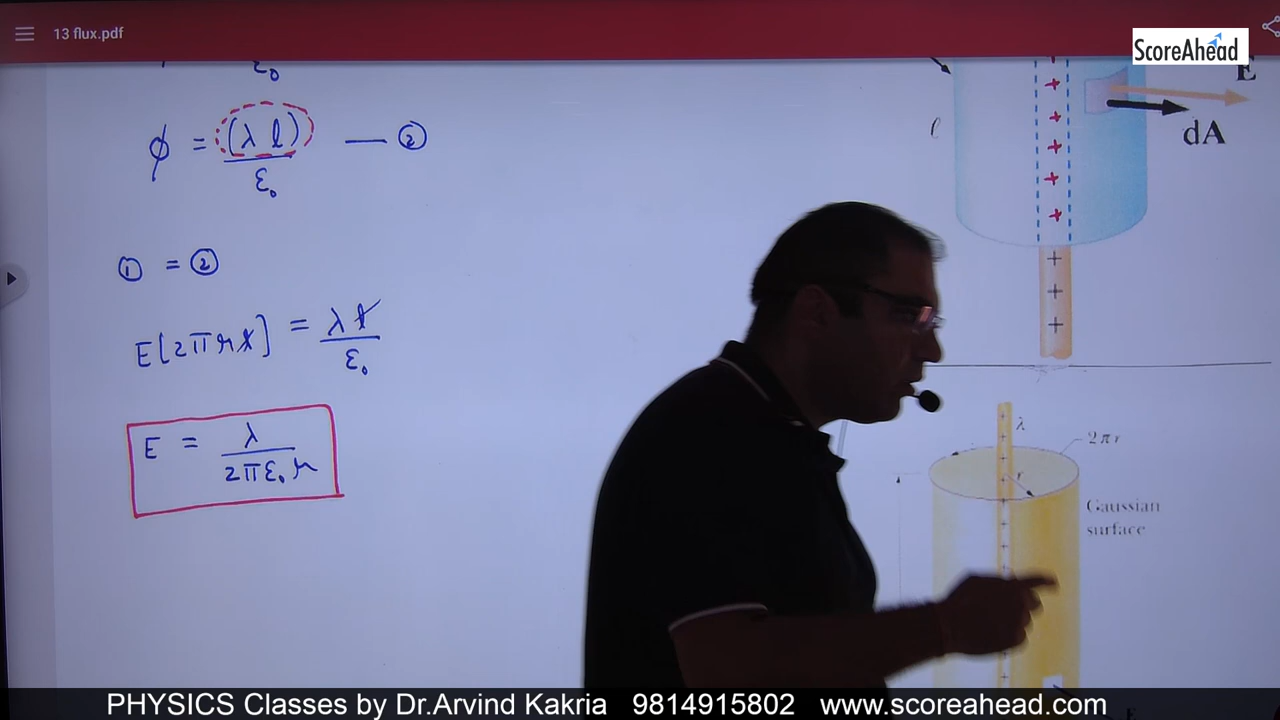 13 flux.pdf
ScoreAhead
ε₀
E
ϕ = (λ l) / ε₀ — ②
l
dA
① = ②
E[2πrl] = λ l / ε₀
E = λ / 2πε₀r
λ
2πr
r
Gaussian
surface
PHYSICS Classes by Dr.Arvind Kakria 9814915802 www.scoreahead.com